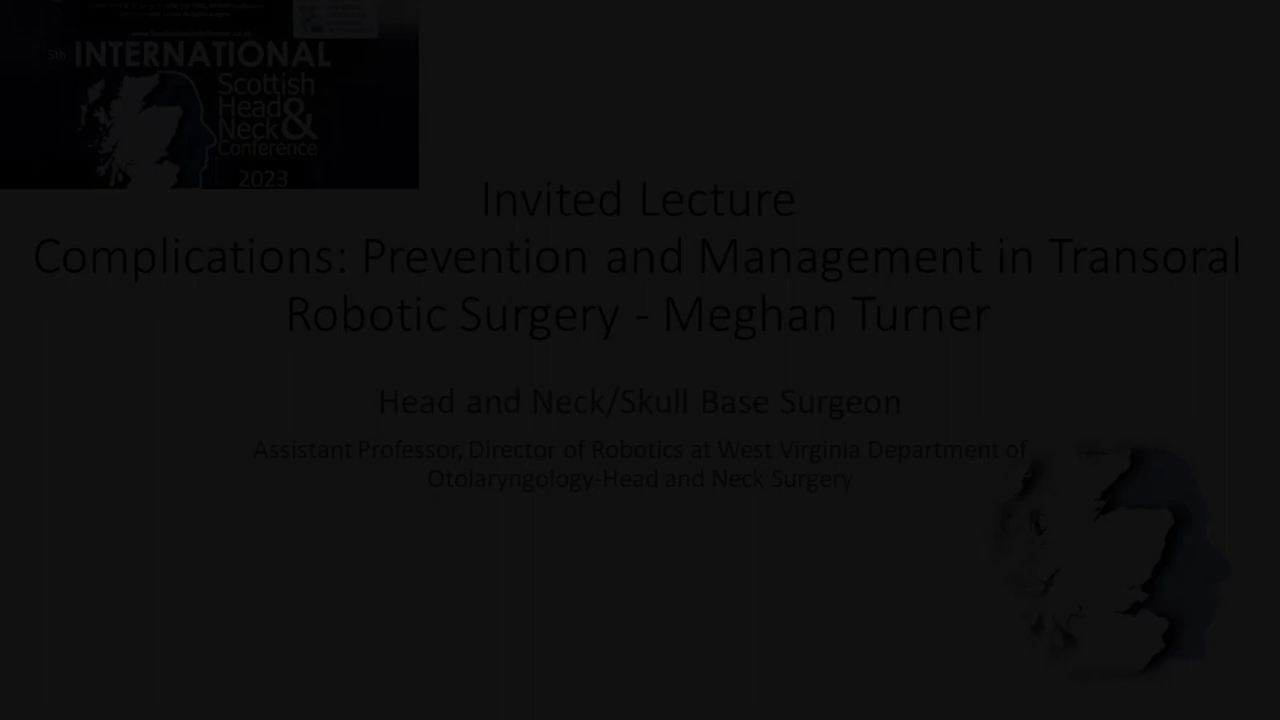 5th INTERNATIONAL
Scottish
Head &
Neck
Conference
2023
Invited Lecture
Complications: Prevention and Management in Transoral
Robotic Surgery - Meghan Turner
Head and Neck/Skull Base Surgeon
Assistant Professor, Director of Robotics at West Virginia Department of
Otolaryngology-Head and Neck Surgery